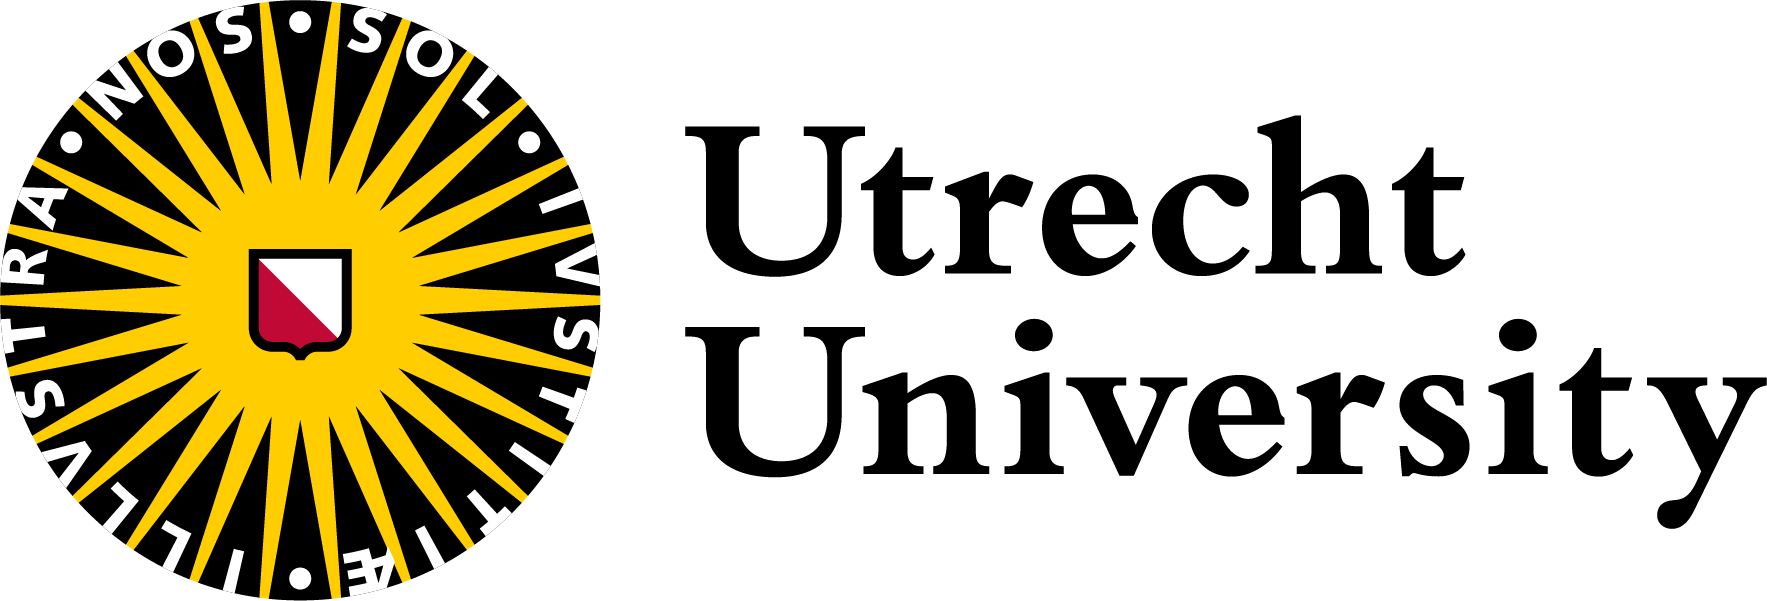 SOL · IVSTITIÆ · ILLVSTRA · NOS ·
Utrecht
University